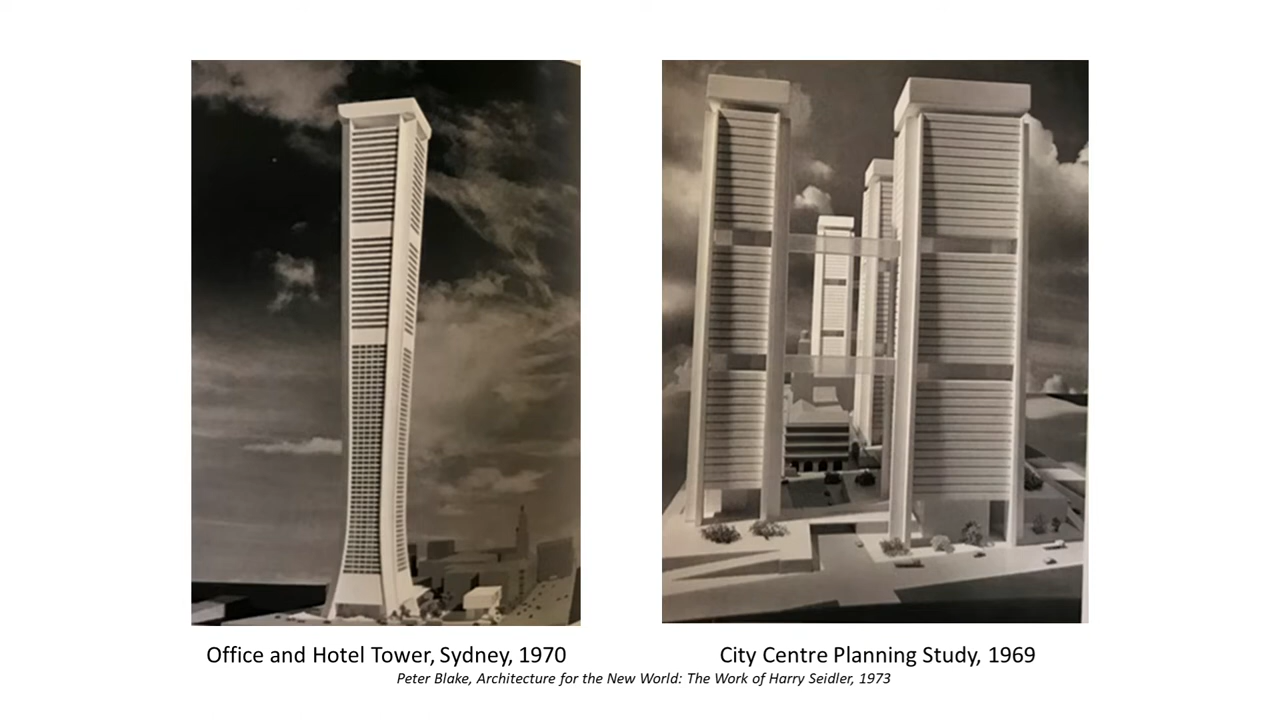 Office and Hotel Tower, Sydney, 1970
City Centre Planning Study, 1969
Peter Blake, Architecture for the New World: The Work of Harry Seidler, 1973